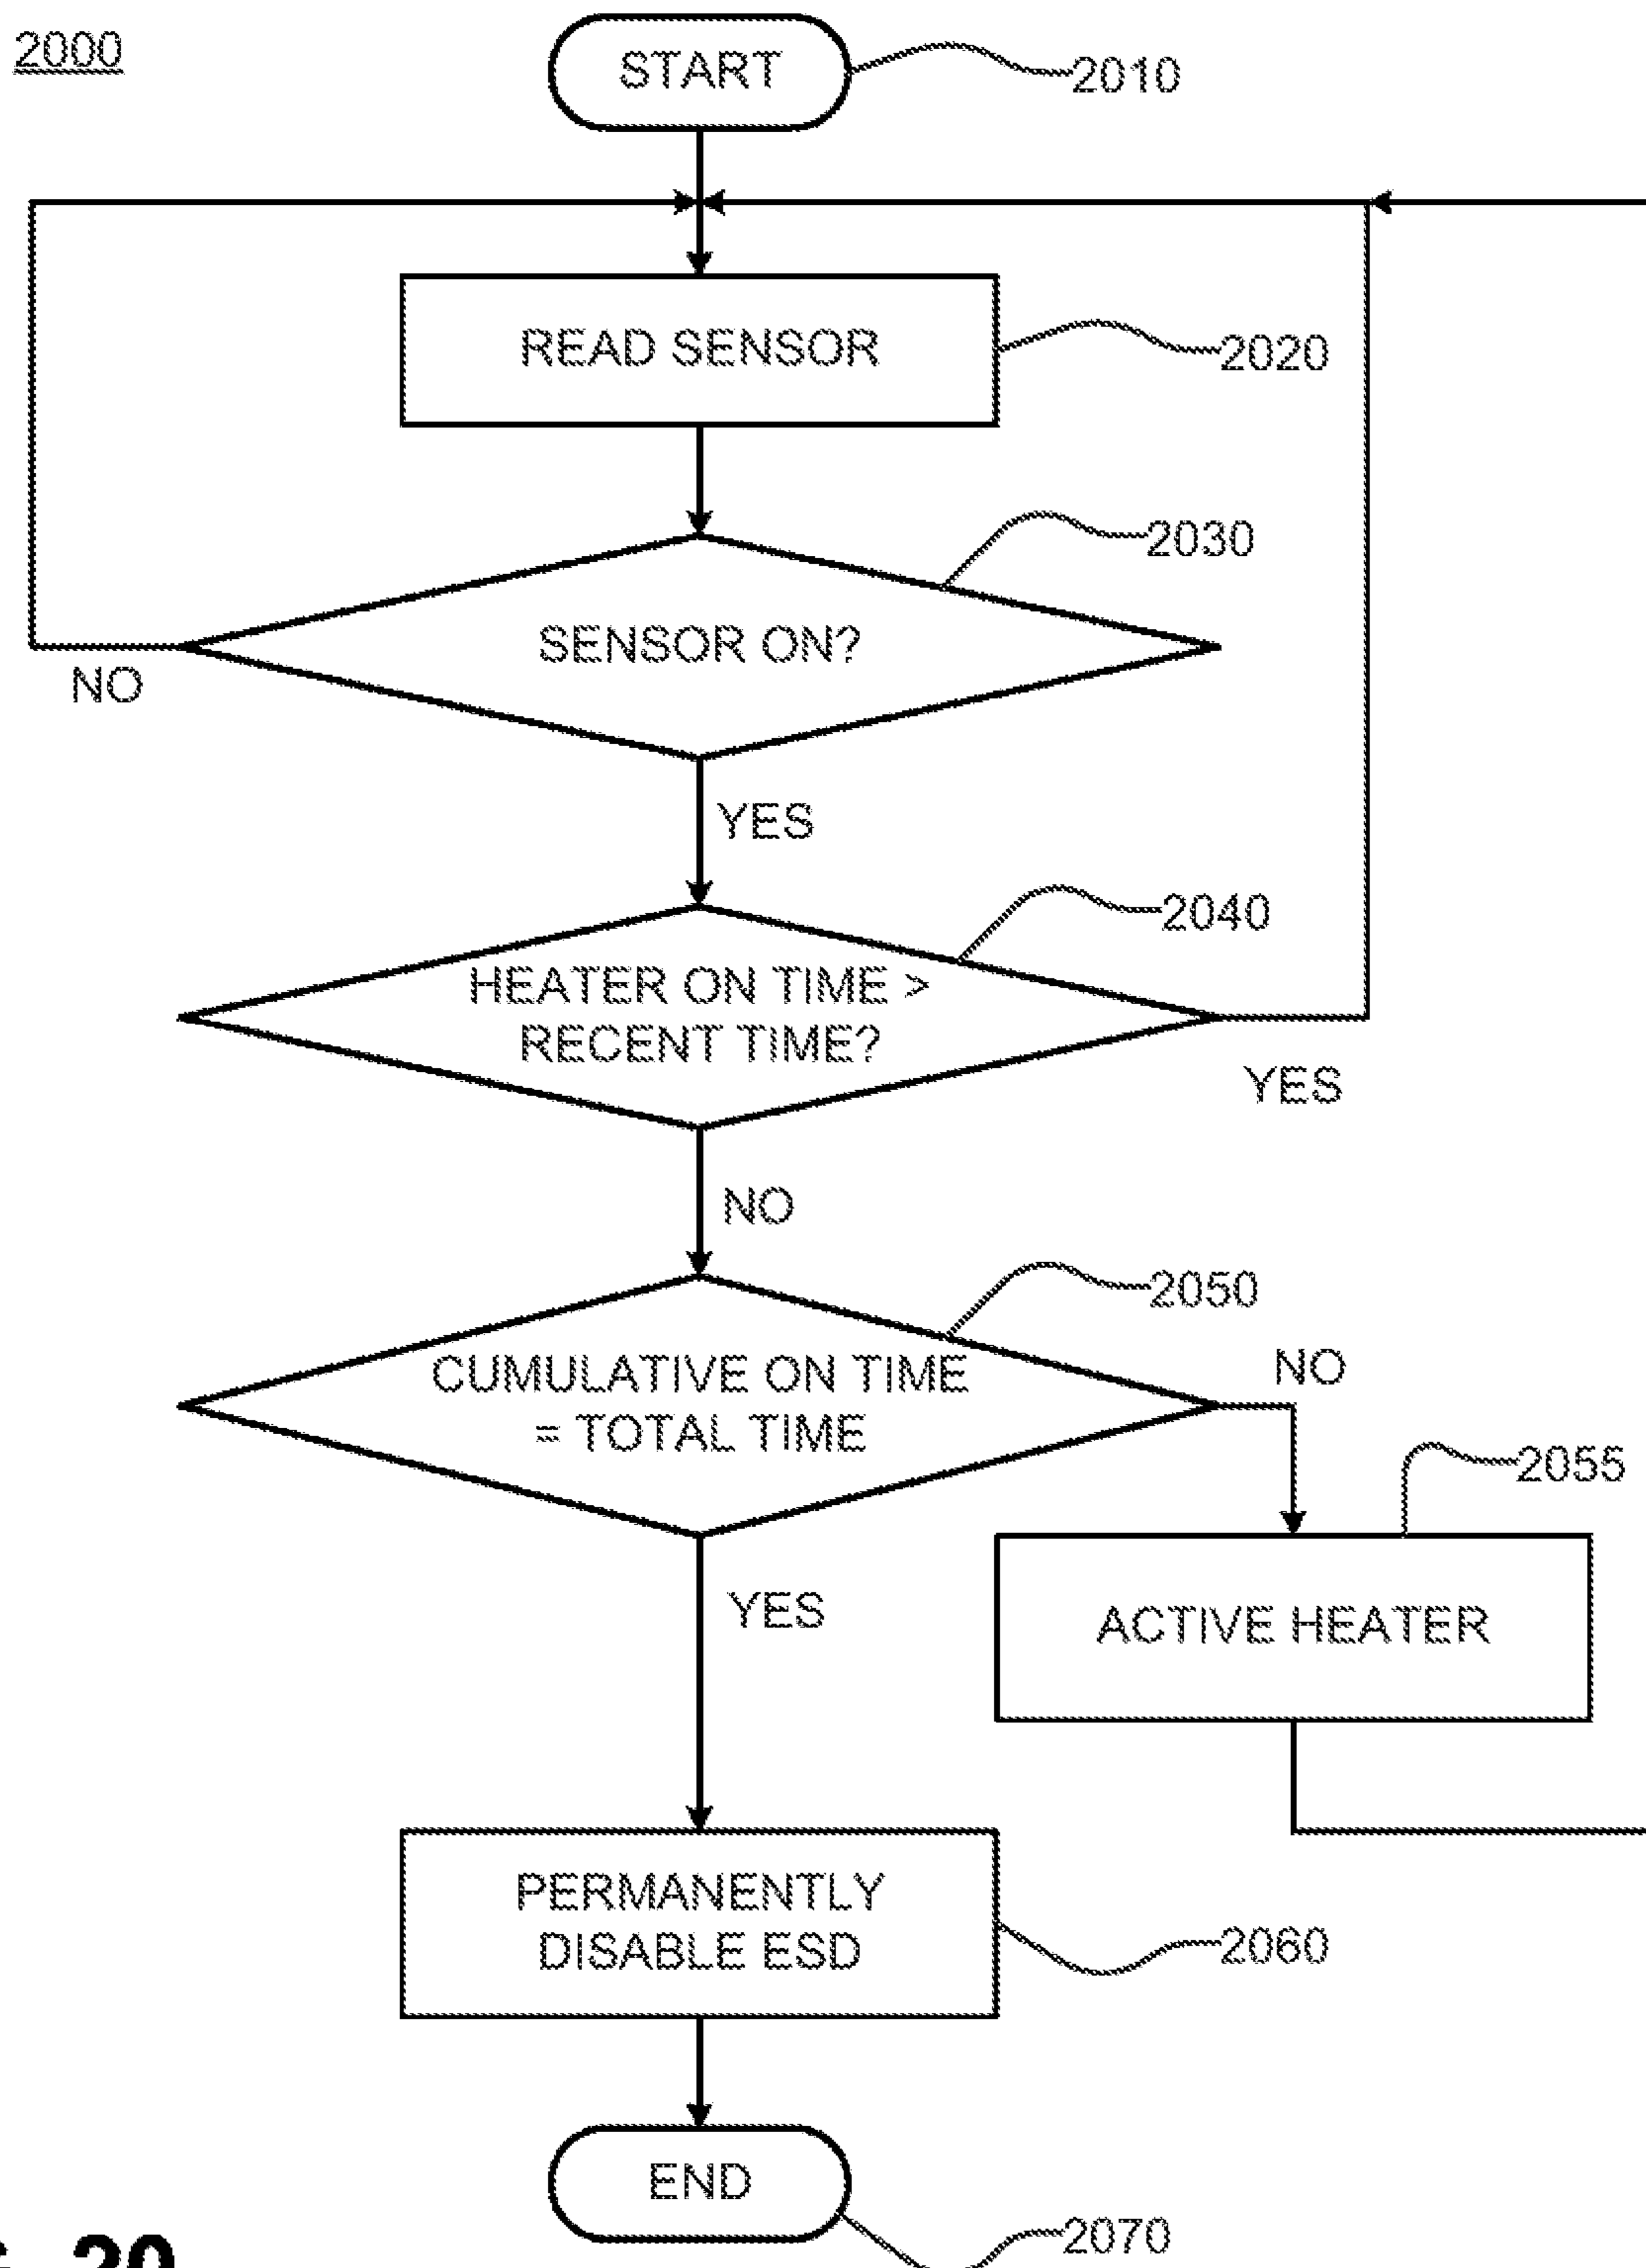 2000
START
2010
READ SENSOR
2020
2030
SENSOR ON?
NO
YES
2040
HEATER ON TIME >
RECENT TIME?
YES
NO
2050
CUMULATIVE ON TIME
= TOTAL TIME
NO
2055
YES
ACTIVE HEATER
PERMANENTLY
DISABLE ESD
2060
END
2070
20